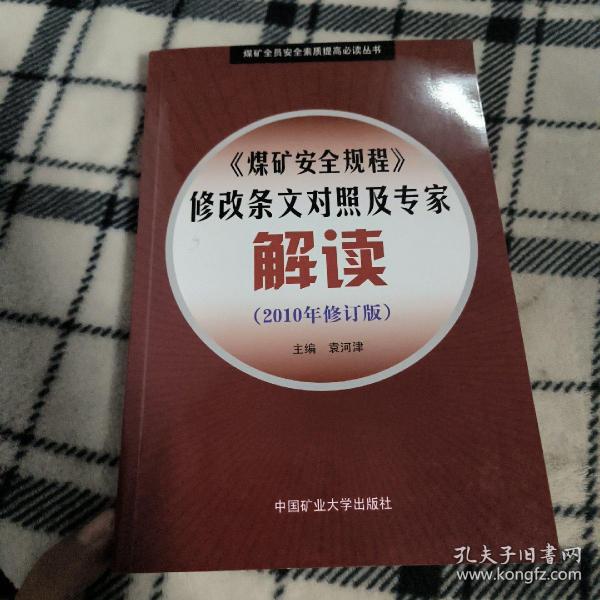 煤矿全员安全素质提高必读丛书
《煤矿安全规程》
修改条文对照及专家
解读
（2010年修订版）
主编 袁河津
中国矿业大学出版社
孔夫子旧书网
www.kongfz.com